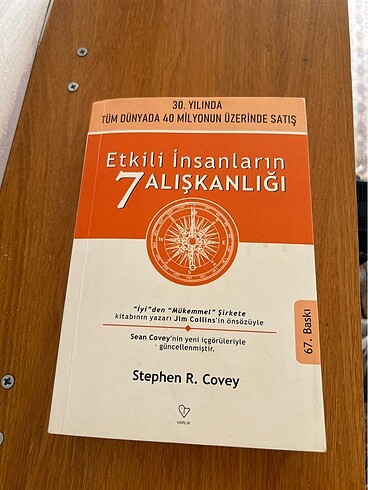 30. YILINDA
TÜM DÜNYADA 40 MİLYONUN ÜZERİNDE SATIŞ
Etkili İnsanların
7 ALIŞKANLIĞI
"İyi"den "Mükemmel" Şirkete
kitabının yazarı Jim Collins'in önsözüyle
Sean Covey'nin yeni içgörüleriyle
güncellenmiştir.
67. Baskı
Stephen R. Covey
VARLIK